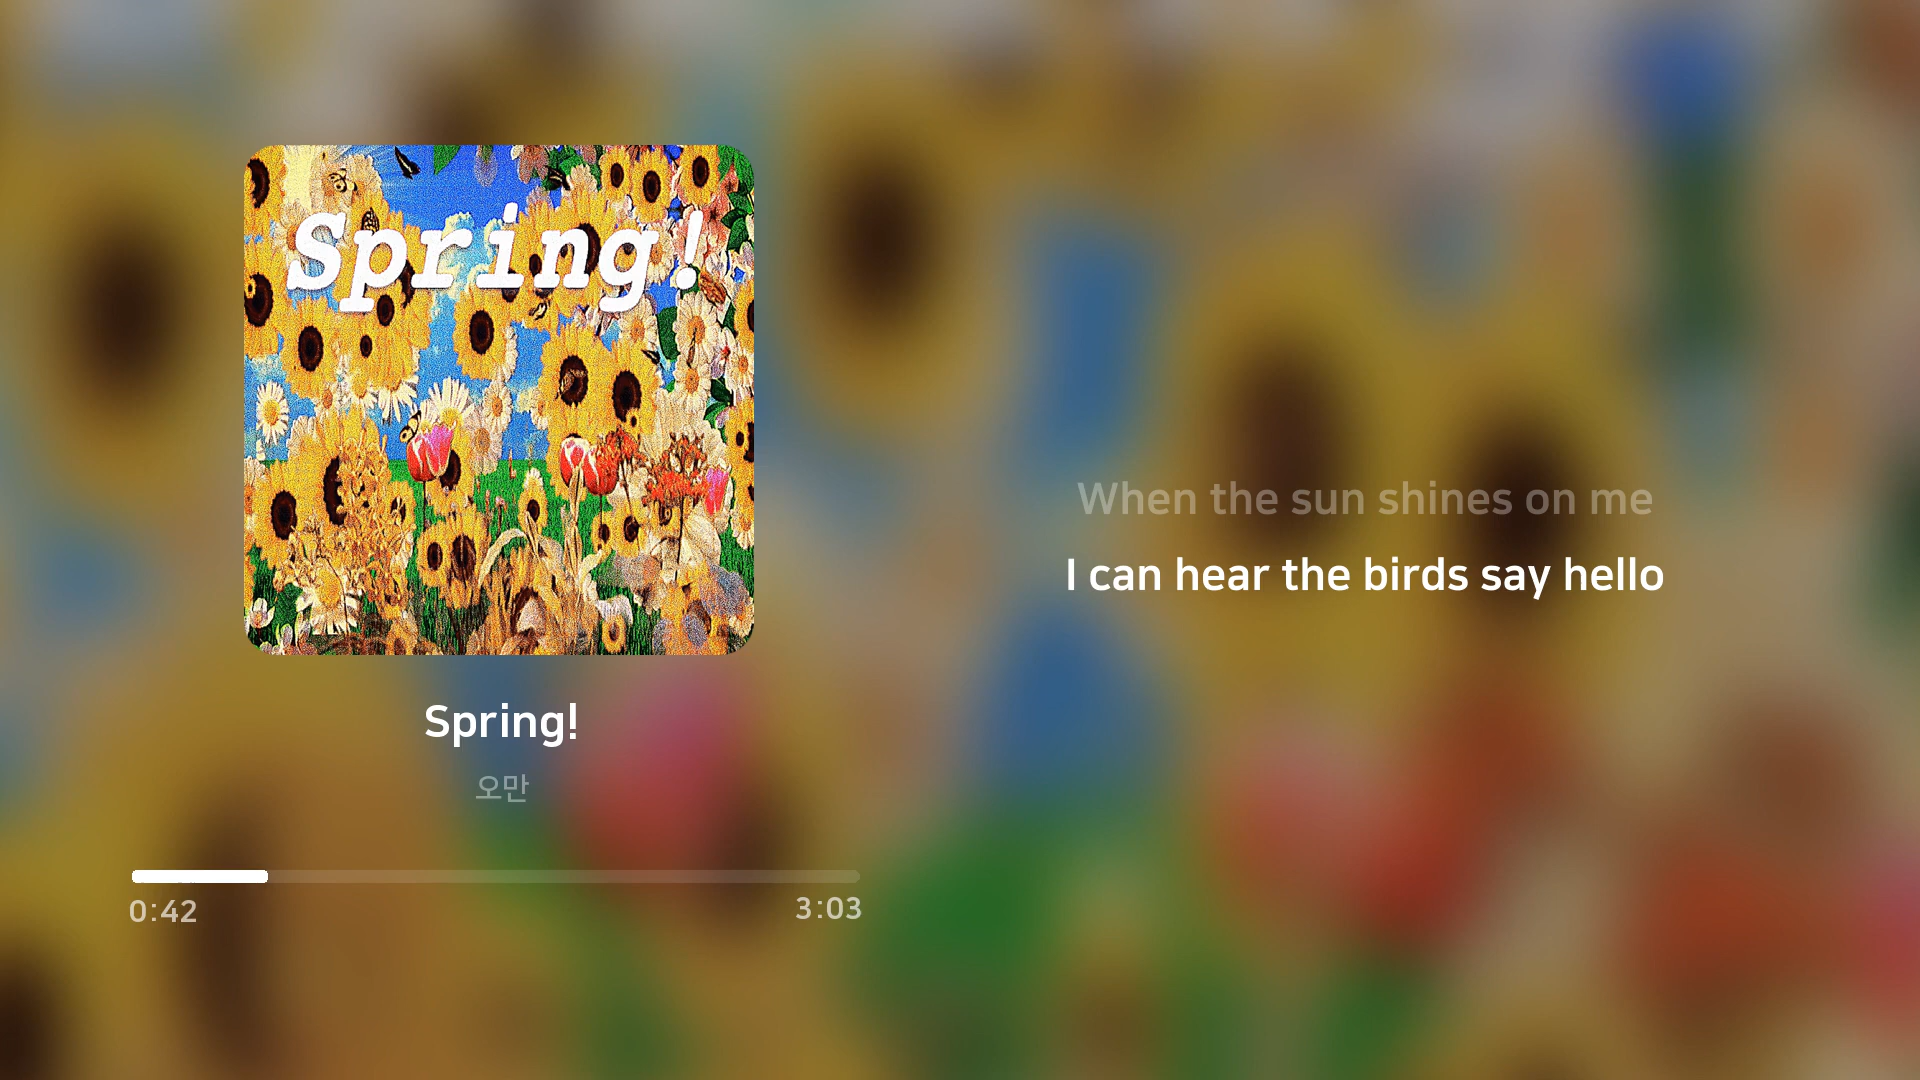 Spring!
Spring!
오만
0:42
3:03
When the sun shines on me
I can hear the birds say hello